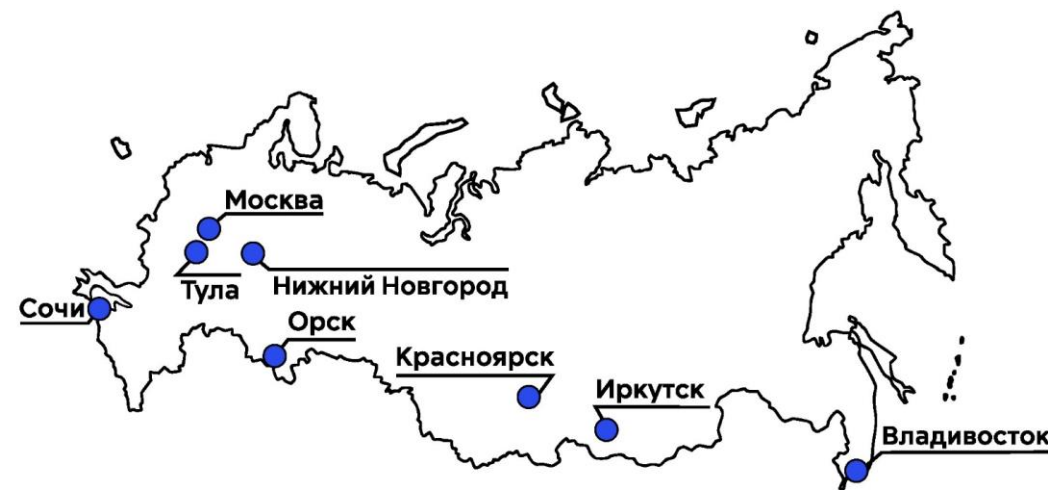 Москва
Тула
Нижний Новгород
Сочи
Орск
Красноярск
Иркутск
Владивосток